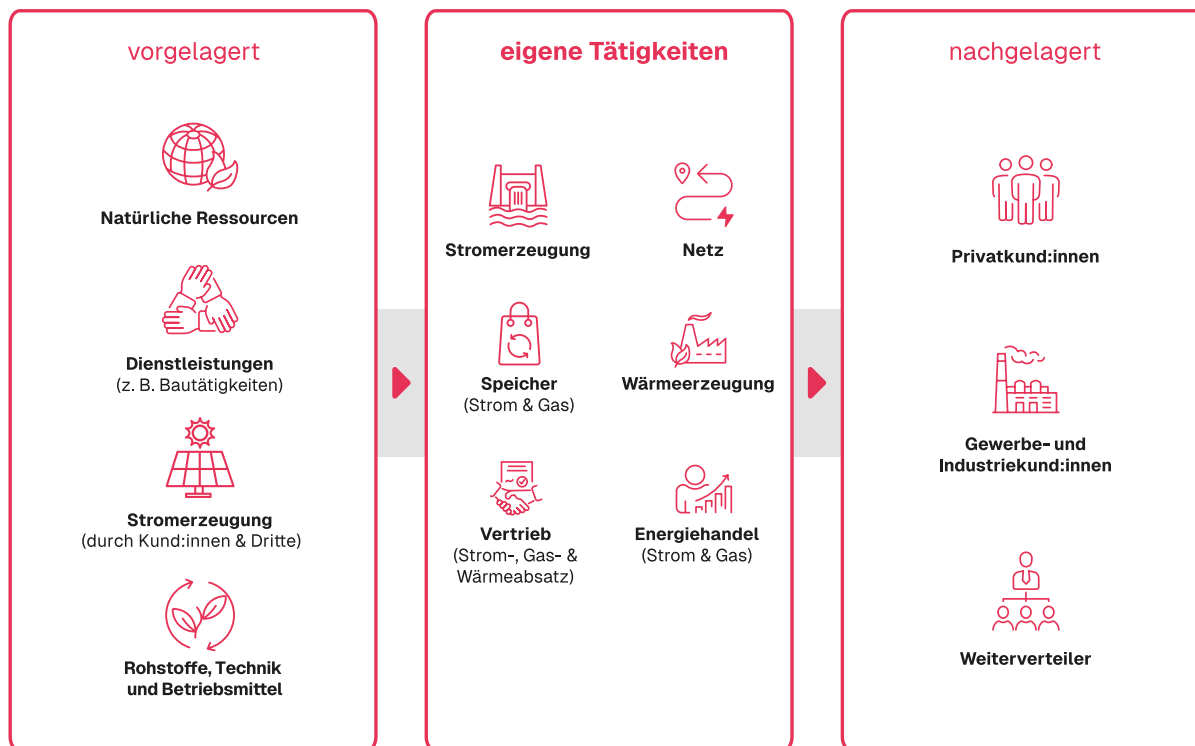 vorgelagert
Natürliche Ressourcen
Dienstleistungen
(z. B. Bautätigkeiten)
Stromerzeugung
(durch Kund:innen & Dritte)
Rohstoffe, Technik
und Betriebsmittel
eigene Tätigkeiten
Stromerzeugung
Netz
Speicher
(Strom & Gas)
Wärmeerzeugung
Vertrieb
(Strom-, Gas- &
Wärmeabsatz)
Energiehandel
(Strom & Gas)
nachgelagert
Privatkund:innen
Gewerbe- und
Industriekund:innen
Weiterverteiler